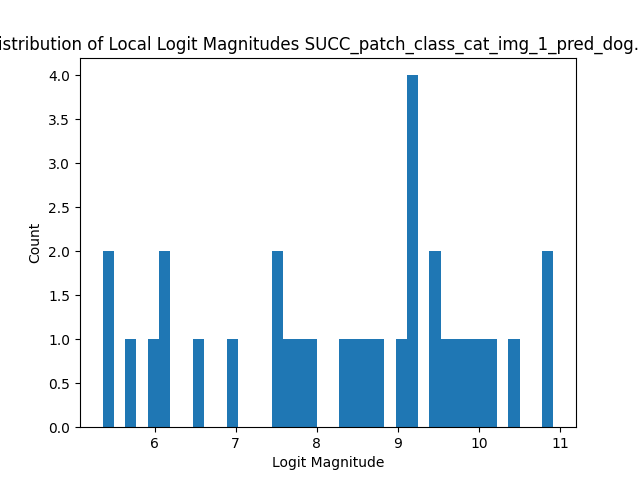 istribution of Local Logit Magnitudes SUCC_patch_class_cat_img_1_pred_dog.
4.0
3.5
3.0
2.5
2.0
1.5
1.0
0.5
0.0
Count
6 7 8 9 10 11
Logit Magnitude